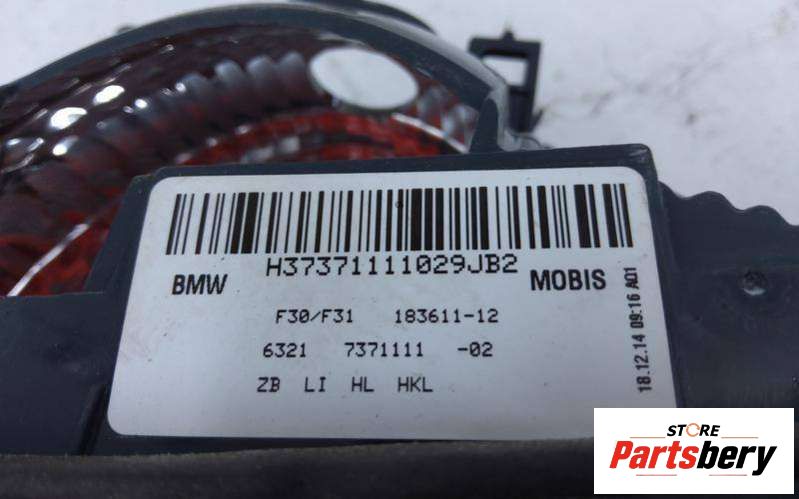 H37371111029JB2
BMW MOBIS
F30/F31 183611-12
6321 7371111 -02
ZB LI HL HKL
18.12.14 09:16 A01
STORE
Partsbery